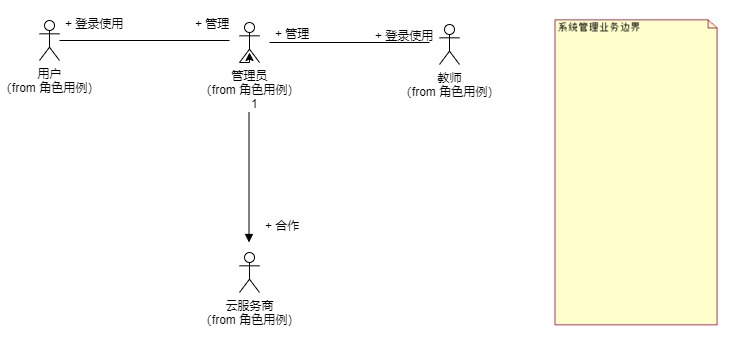 + 登录使用
+ 管理
+ 管理
+ 登录使用
用户
(from 角色用例)
管理员
(from 角色用例)
1
教师
(from 角色用例)
+ 合作
云服务商
(from 角色用例)
系统管理业务边界